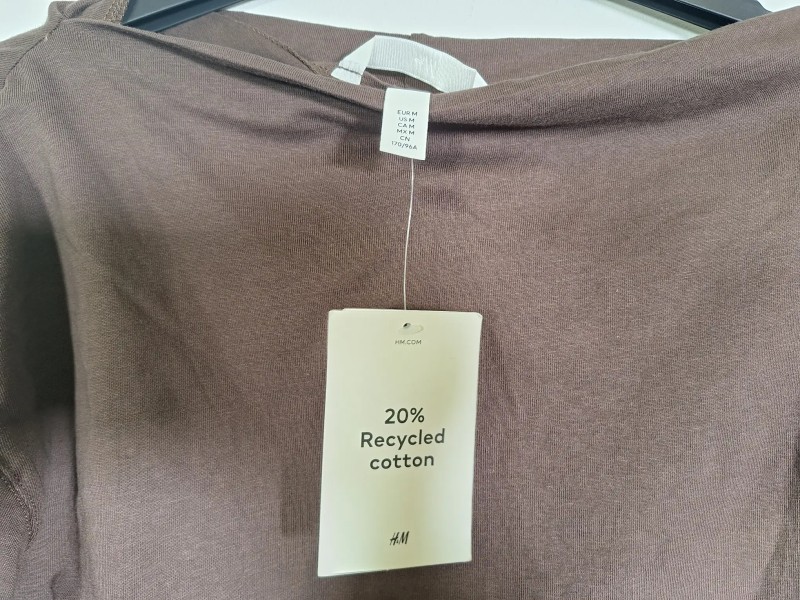 EUR M
US M
CA M
MX M
CN
170/96A
HM.COM
20%
Recycled
cotton
H&M